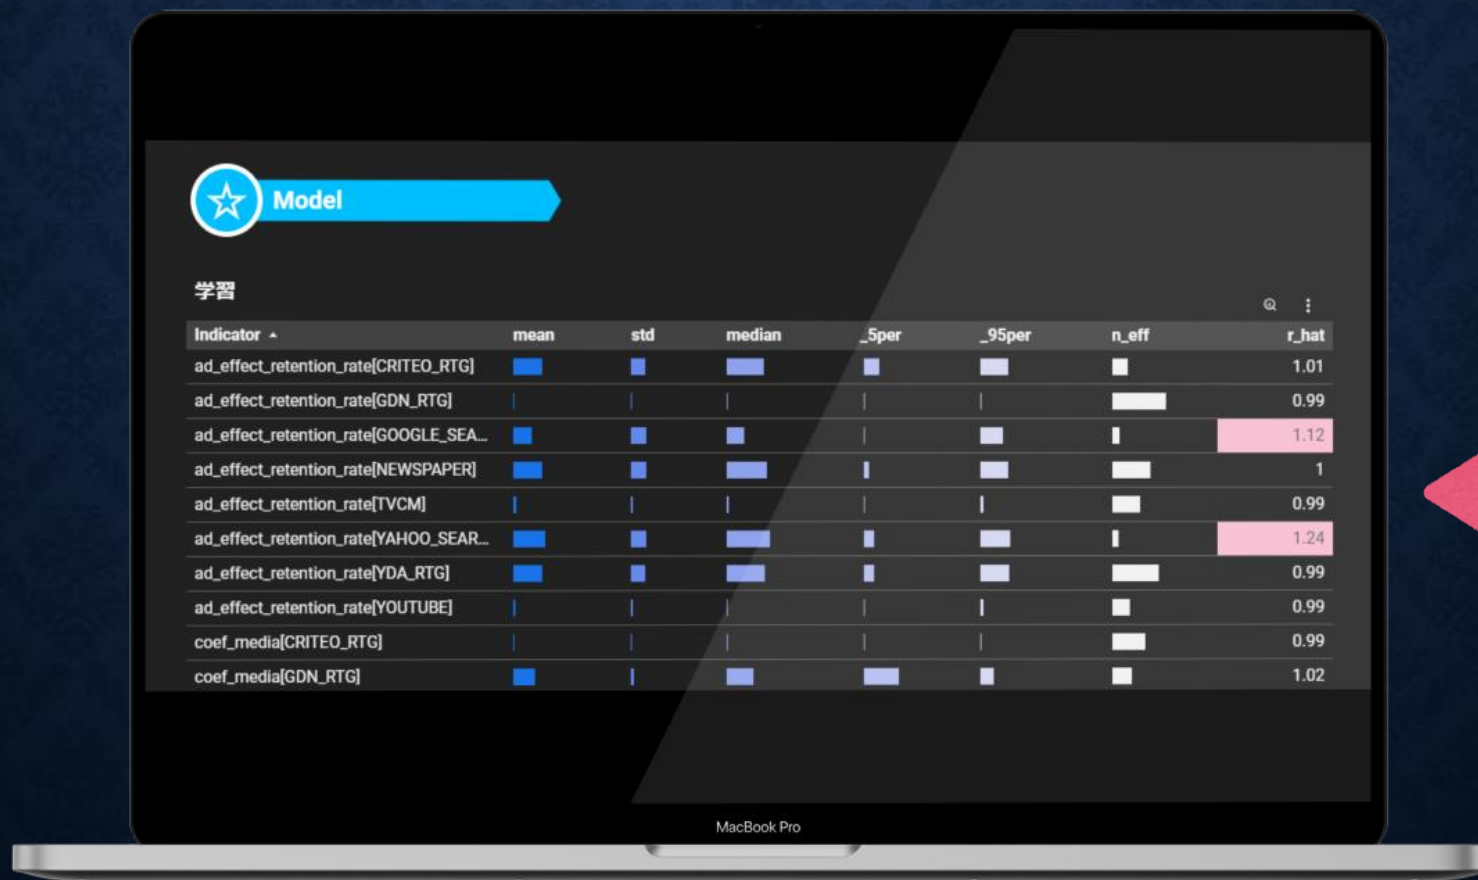 Model
学習
Indicator mean std median _5per _95per n_eff r_hat
ad_effect_retention_rate[CRITEO_RTG] 1.01
ad_effect_retention_rate[GDN_RTG] 0.99
ad_effect_retention_rate[GOOGLE_SEA... 1.12
ad_effect_retention_rate[NEWSPAPER] 1
ad_effect_retention_rate[TVCM] 0.99
ad_effect_retention_rate[YAHOO_SEAR... 1.24
ad_effect_retention_rate[YDA_RTG] 0.99
ad_effect_retention_rate[YOUTUBE] 0.99
coef_media[CRITEO_RTG] 0.99
coef_media[GDN_RTG] 1.02
MacBook Pro